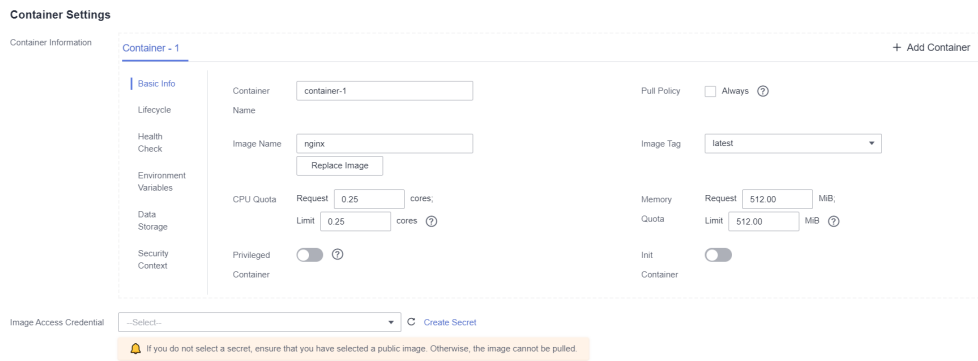 Container Settings
Container Information
Container - 1
+ Add Container
Basic Info
Lifecycle
Health
Check
Environment
Variables
Data
Storage
Security
Context
Container
Name
container-1
Pull Policy
Always ?
Image Name
nginx
Replace Image
Image Tag
latest
CPU Quota
Request 0.25 cores;
Limit 0.25 cores ?
Memory
Quota
Request 512.00 MiB;
Limit 512.00 MiB ?
Privileged
Container
?
Init
Container
Image Access Credential
--Select--
Create Secret
If you do not select a secret, ensure that you have selected a public image. Otherwise, the image cannot be pulled.